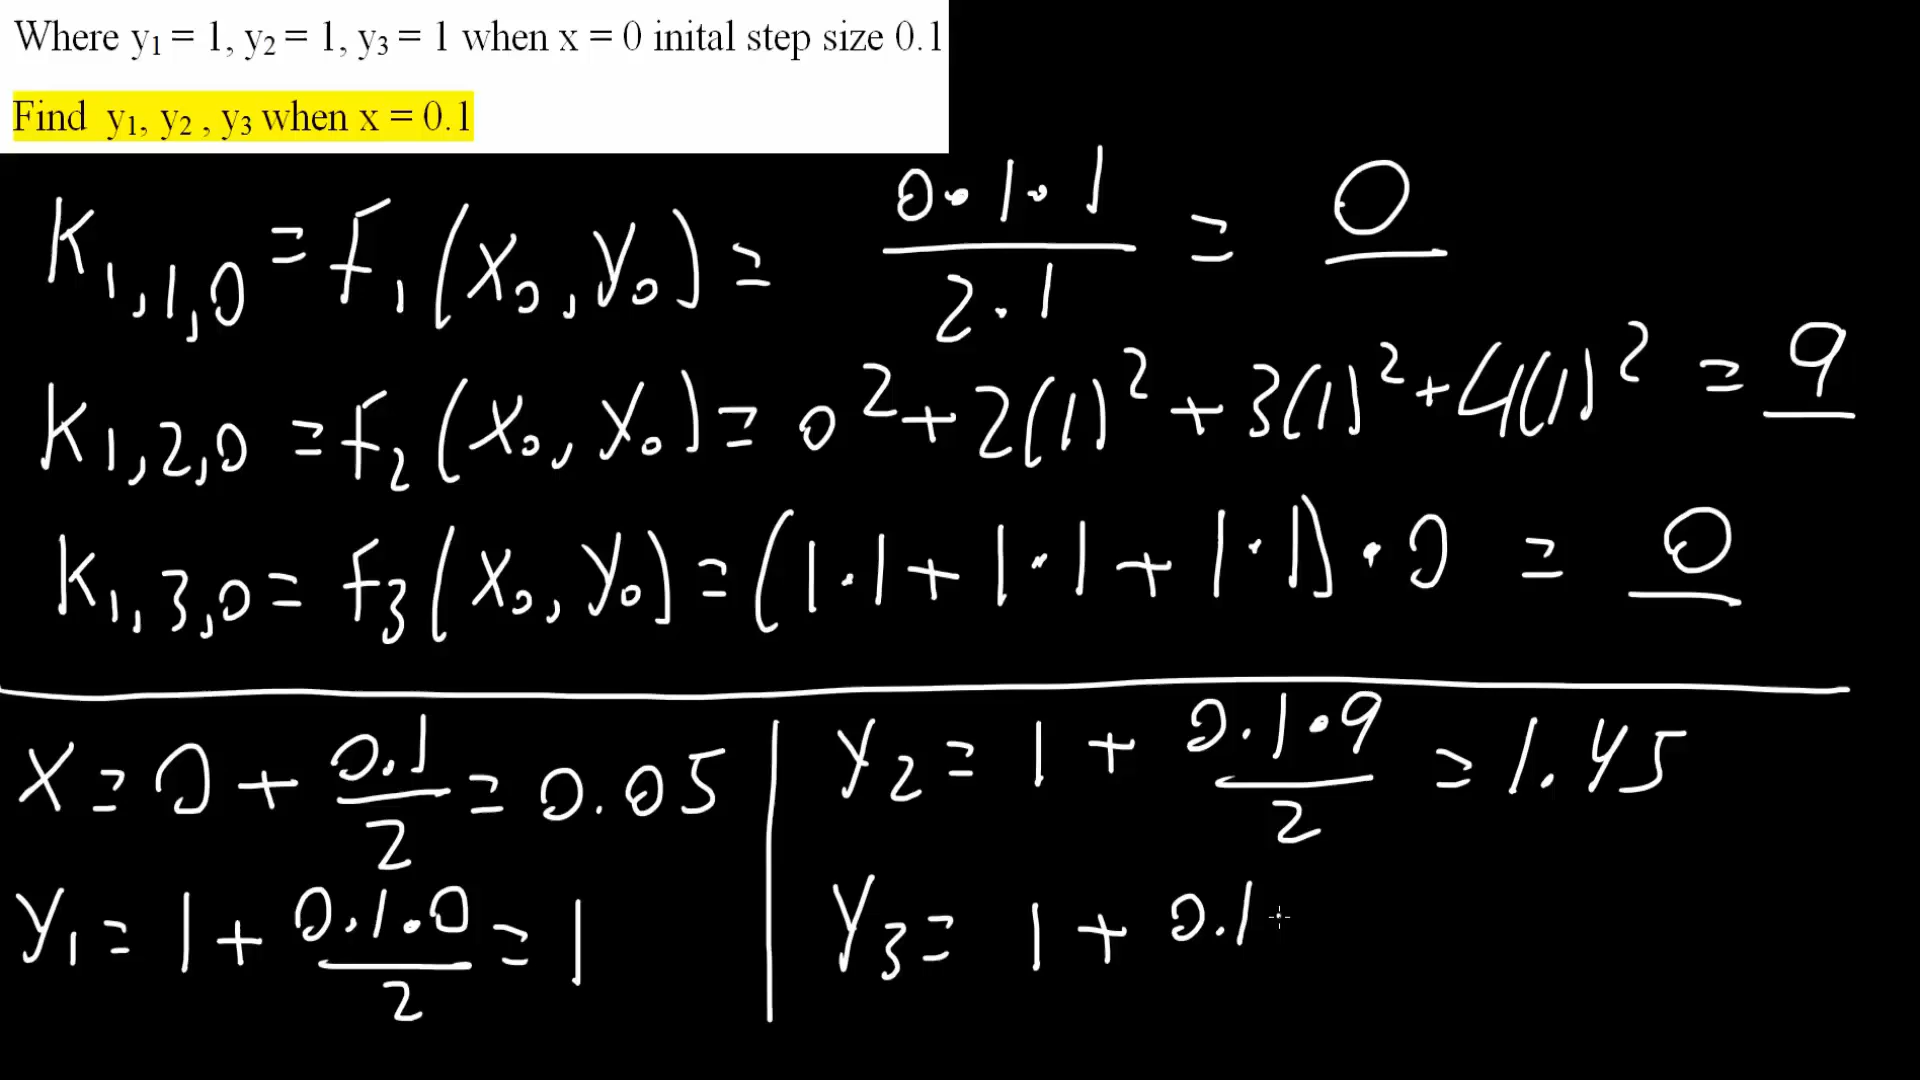 Where y₁ = 1, y₂ = 1, y₃ = 1 when x = 0 inital step size 0.1
Find y₁, y₂ , y₃ when x = 0.1
K₁,₁,₀ = F₁(X₀, Y₀) = (0·1·1)/(2·1) = 0
K₁,₂,₀ = F₂(X₀, Y₀) = 0² + 2(1)² + 3(1)² + 4(1)² = 9
K₁,₃,₀ = F₃(X₀, Y₀) = (1·1 + 1·1 + 1·1)·0 = 0
X = 0 + 0.1/2 = 0.05
Y₁ = 1 + (0.1·0)/2 = 1
Y₂ = 1 + (0.1·9)/2 = 1.45
Y₃ = 1 + 0.1